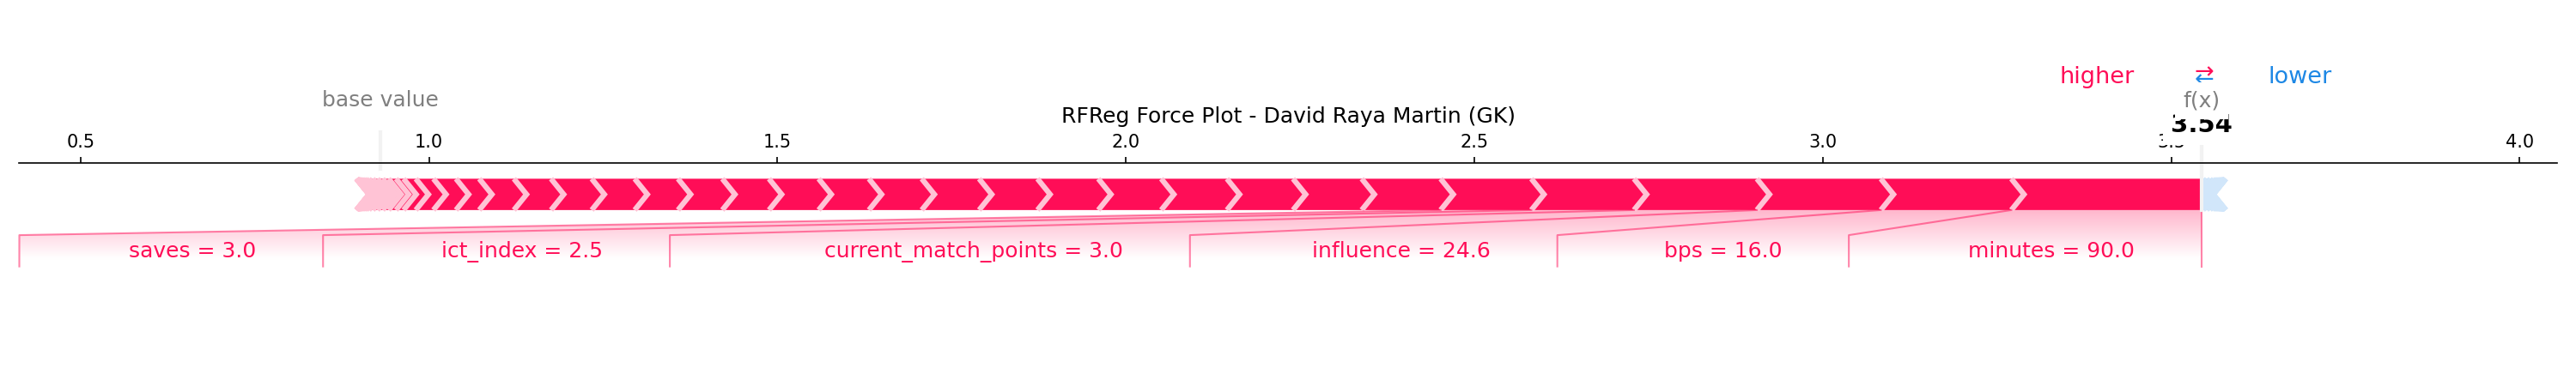 higher ⇄ lower
base value
f(x)
RFReg Force Plot - David Raya Martin (GK)
3.54
0.5 1.0 1.5 2.0 2.5 3.0 4.0
saves = 3.0 ict_index = 2.5 current_match_points = 3.0 influence = 24.6 bps = 16.0 minutes = 90.0